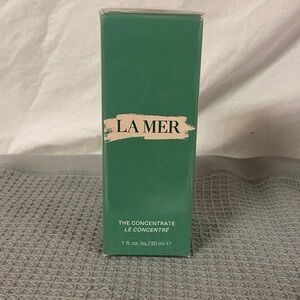 LA MER
THE CONCENTRATE
LE CONCENTRÉ
1 fl. oz. liq./30 ml ℮